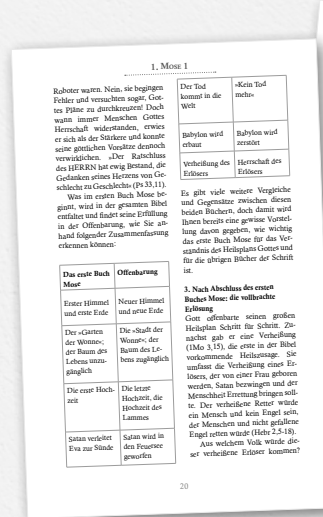 1. Mose 1
Roboter waren. Nein, sie begingen
Fehler und versuchten sogar, Got-
tes Pläne zu durchkreuzen! Doch
wann immer Menschen Gottes
Herrschaft widerstanden, erwies
er sich als der Stärkere und konnte
seine göttlichen Vorsätze dennoch
verwirklichen. »Der Ratschluss
des HERRN hat ewig Bestand, die
Gedanken seines Herzens von Ge-
schlecht zu Geschlecht« (Ps 33,11).
Was im ersten Buch Mose be-
ginnt, wird in der gesamten Bibel
entfaltet und findet seine Erfüllung
in der Offenbarung, wie Sie an-
hand folgender Zusammenfassung
erkennen können:
Das erste Buch Mose
Offenbarung
Erster Himmel und erste Erde
Neuer Himmel und neue Erde
Der »Garten der Wonne«; der Baum des Lebens unzu-gänglich
Die »Stadt der Wonne«; der Baum des Le-bens zugänglich
Die erste Hoch-zeit
Die letzte Hochzeit, die Hochzeit des Lammes
Satan verleitet Eva zur Sünde
Satan wird in den Feuersee geworfen
Der Tod kommt in die Welt
»Kein Tod mehr«
Babylon wird erbaut
Babylon wird zerstört
Verheißung des Erlösers
Herrschaft des Erlösers
Es gibt viele weitere Vergleiche
und Gegensätze zwischen diesen
beiden Büchern, doch damit wird
Ihnen bereits eine gewisse Vorstel-
lung davon gegeben, wie wichtig
das erste Buch Mose für das Ver-
ständnis des Heilsplans Gottes und
für die übrigen Bücher der Schrift
ist.
3. Nach Abschluss des ersten
Buches Mose: die vollbrachte
Erlösung
Gott offenbarte seinen großen
Heilsplan Schritt für Schritt. Zu-
nächst gab er eine Verheißung
(1Mo 3,15), die erste in der Bibel
vorkommende Heilszusage. Sie
umfasst die Verheißung eines Er-
lösers, der von einer Frau geboren
werden, Satan bezwingen und der
Menschheit Errettung bringen soll-
te. Der verheißene Retter würde
ein Mensch und kein Engel sein,
der Menschen und nicht gefallene
Engel retten würde (Hebr 2,5-18).
Aus welchem Volk würde die-
ser verheißene Erlöser kommen?
20